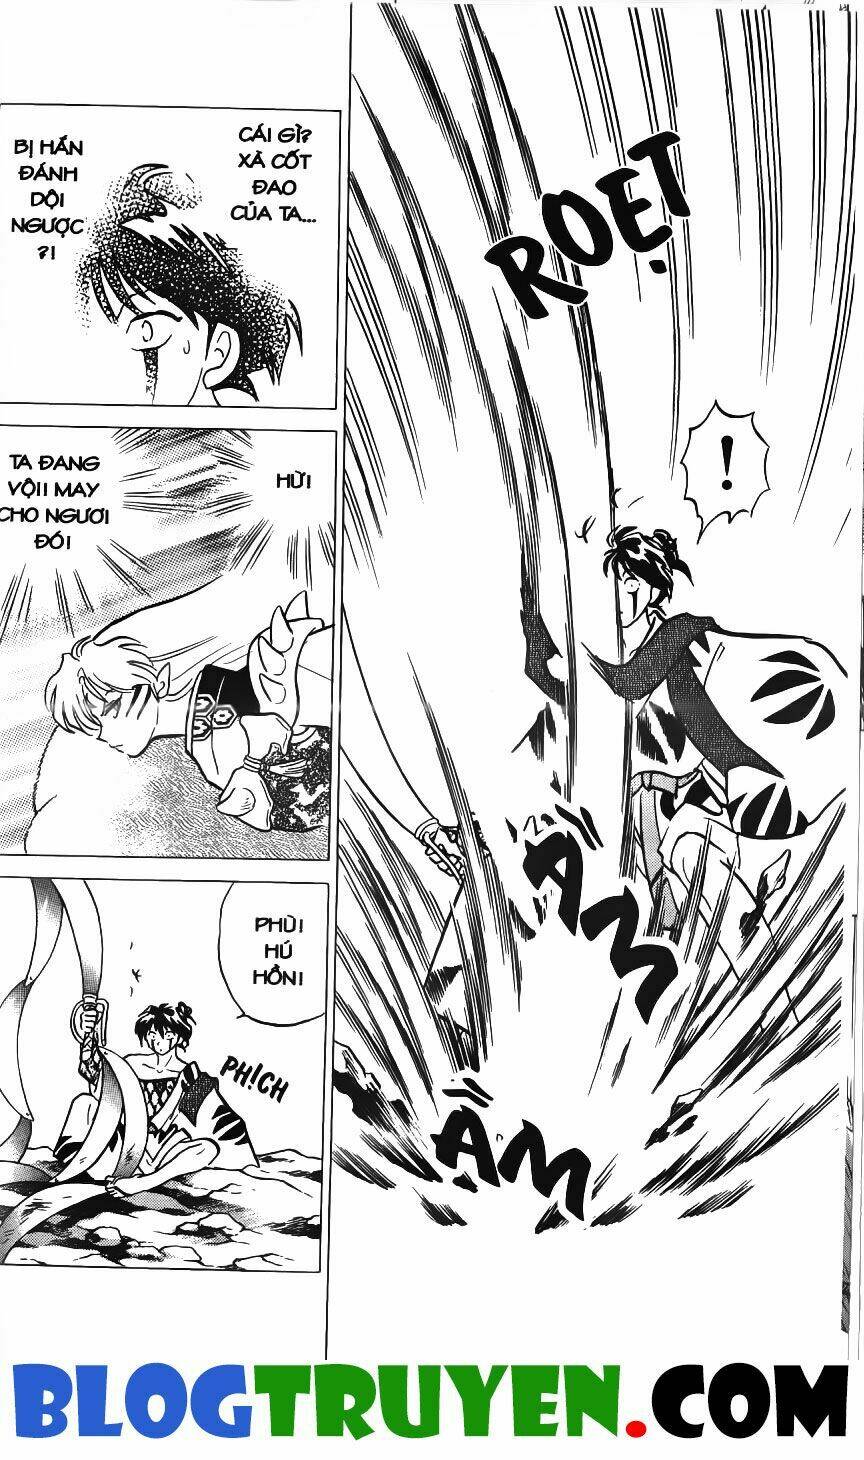 ROẸT
!
ẦM
ẬM
CÁI GÌ?
XÀ CỐT
ĐAO
CỦA TA...
BỊ HẮN
ĐÁNH
DỘI
NGƯỢC
?!
HỪ!
TA ĐANG
VỘI! MAY
CHO NGƯƠI
ĐÓ!
PHÙ!
HÚ
HỒN!
PHỊCH
BLOGTRUYEN.COM